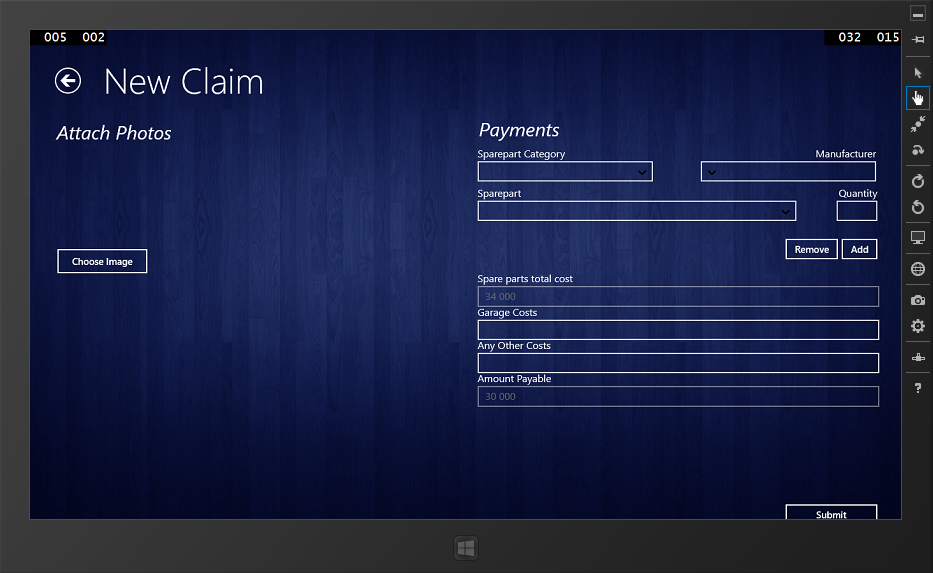 005 002 032 015
New Claim
Attach Photos
Choose Image
Payments
Sparepart Category Manufacturer
Sparepart Quantity
Remove Add
Spare parts total cost
34 000
Garage Costs
Any Other Costs
Amount Payable
30 000
Submit
?